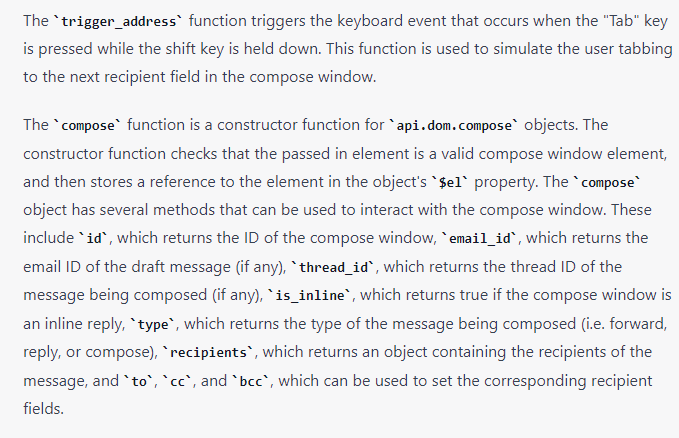 The `trigger_address` function triggers the keyboard event that occurs when the "Tab" key
is pressed while the shift key is held down. This function is used to simulate the user tabbing
to the next recipient field in the compose window.
The `compose` function is a constructor function for `api.dom.compose` objects. The
constructor function checks that the passed in element is a valid compose window element,
and then stores a reference to the element in the object's `$el` property. The `compose`
object has several methods that can be used to interact with the compose window. These
include `id`, which returns the ID of the compose window, `email_id`, which returns the
email ID of the draft message (if any), `thread_id`, which returns the thread ID of the
message being composed (if any), `is_inline`, which returns true if the compose window is
an inline reply, `type`, which returns the type of the message being composed (i.e. forward,
reply, or compose), `recipients`, which returns an object containing the recipients of the
message, and `to`, `cc`, and `bcc`, which can be used to set the corresponding recipient
fields.